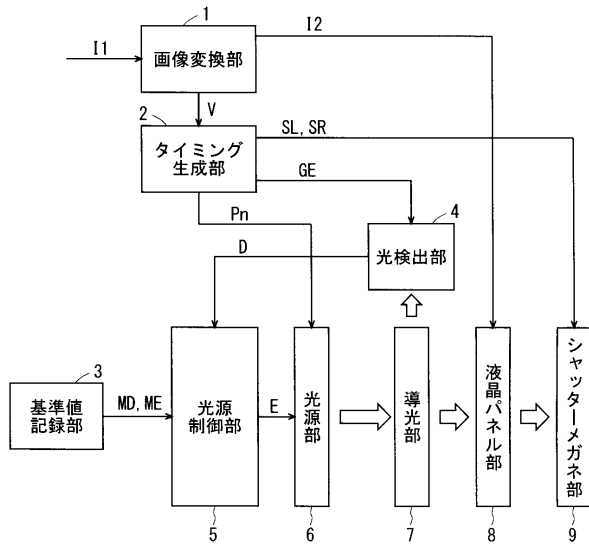 1
I1
画像変換部
I2
V
2
タイミング
生成部
SL, SR
GE
Pn
4
光検出部
D
3
基準値
記録部
MD, ME
光源
制御部
E
光源部
導光部
液晶パネル部
シャッターメガネ部
5
6
7
8
9